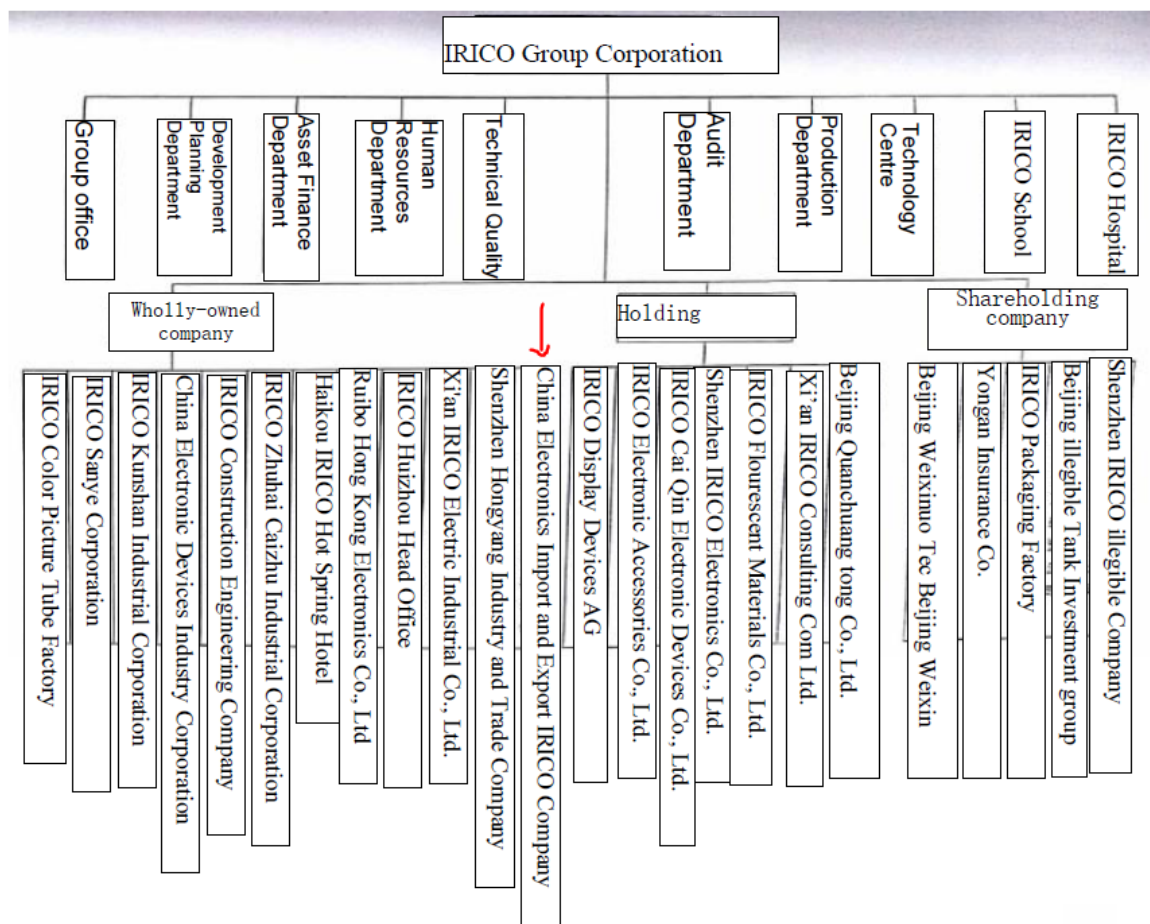 IRICO Group Corporation
Group office
Development
Planning
Department
Asset Finance
Department
Human
Resources
Department
Technical Quality
Audit
Department
Production
Department
Technology
Centre
IRICO School
IRICO Hospital
Wholly-owned
company
Holding
Shareholding
company
IRICO Color Picture Tube Factory
IRICO Sanye Corporation
IRICO Kunshan Industrial Corporation
China Electronic Devices Industry Corporation
IRICO Construction Engineering Company
IRICO Zhuhai Caizhu Industrial Corporation
Haikou IRICO Hot Spring Hotel
Ruibo Hong Kong Electronics Co., Ltd
IRICO Huizhou Head Office
Xi'an IRICO Electric Industrial Co., Ltd.
Shenzhen Hongyang Industry and Trade Company
China Electronics Import and Export IRICO Company
IRICO Display Devices AG
IRICO Electronic Accessories Co., Ltd.
IRICO Cai Qin Electronic Devices Co., Ltd.
Shenzhen IRICO Electronics Co., Ltd.
IRICO Flourescent Materials Co., Ltd.
Xi'an IRICO Consulting Com Ltd.
Beijing Quanchuang tong Co., Ltd.
Beijing Weixinuo Tec Beijing Weixin
Yongan Insurance Co.
IRICO Packaging Factory
Beijing illegible Tank Investment group
Shenzhen IRICO illegible Company